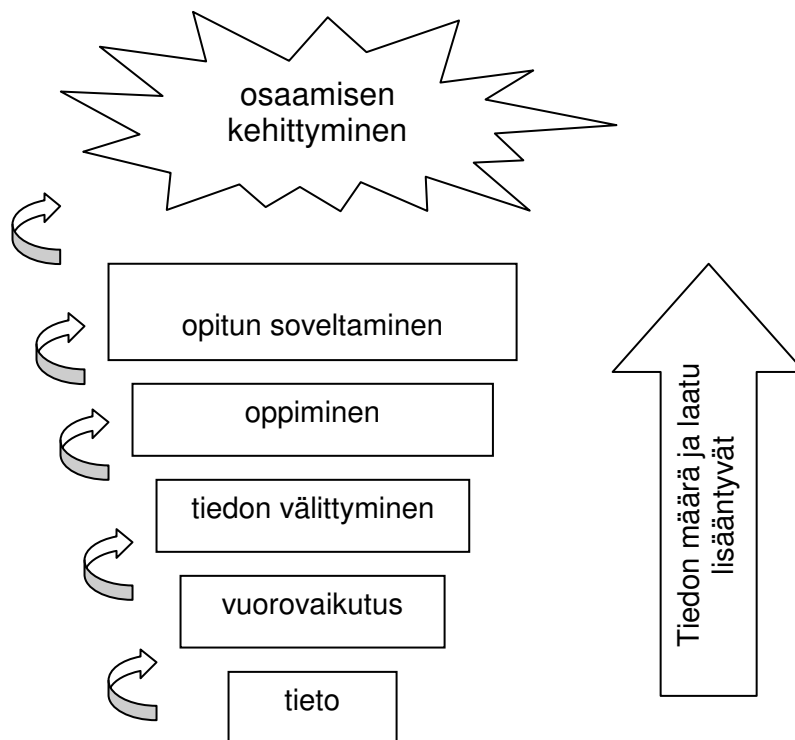 osaamisen
kehittyminen
opitun soveltaminen
oppiminen
tiedon välittyminen
vuorovaikutus
tieto
Tiedon määrä ja laatu
lisääntyvät